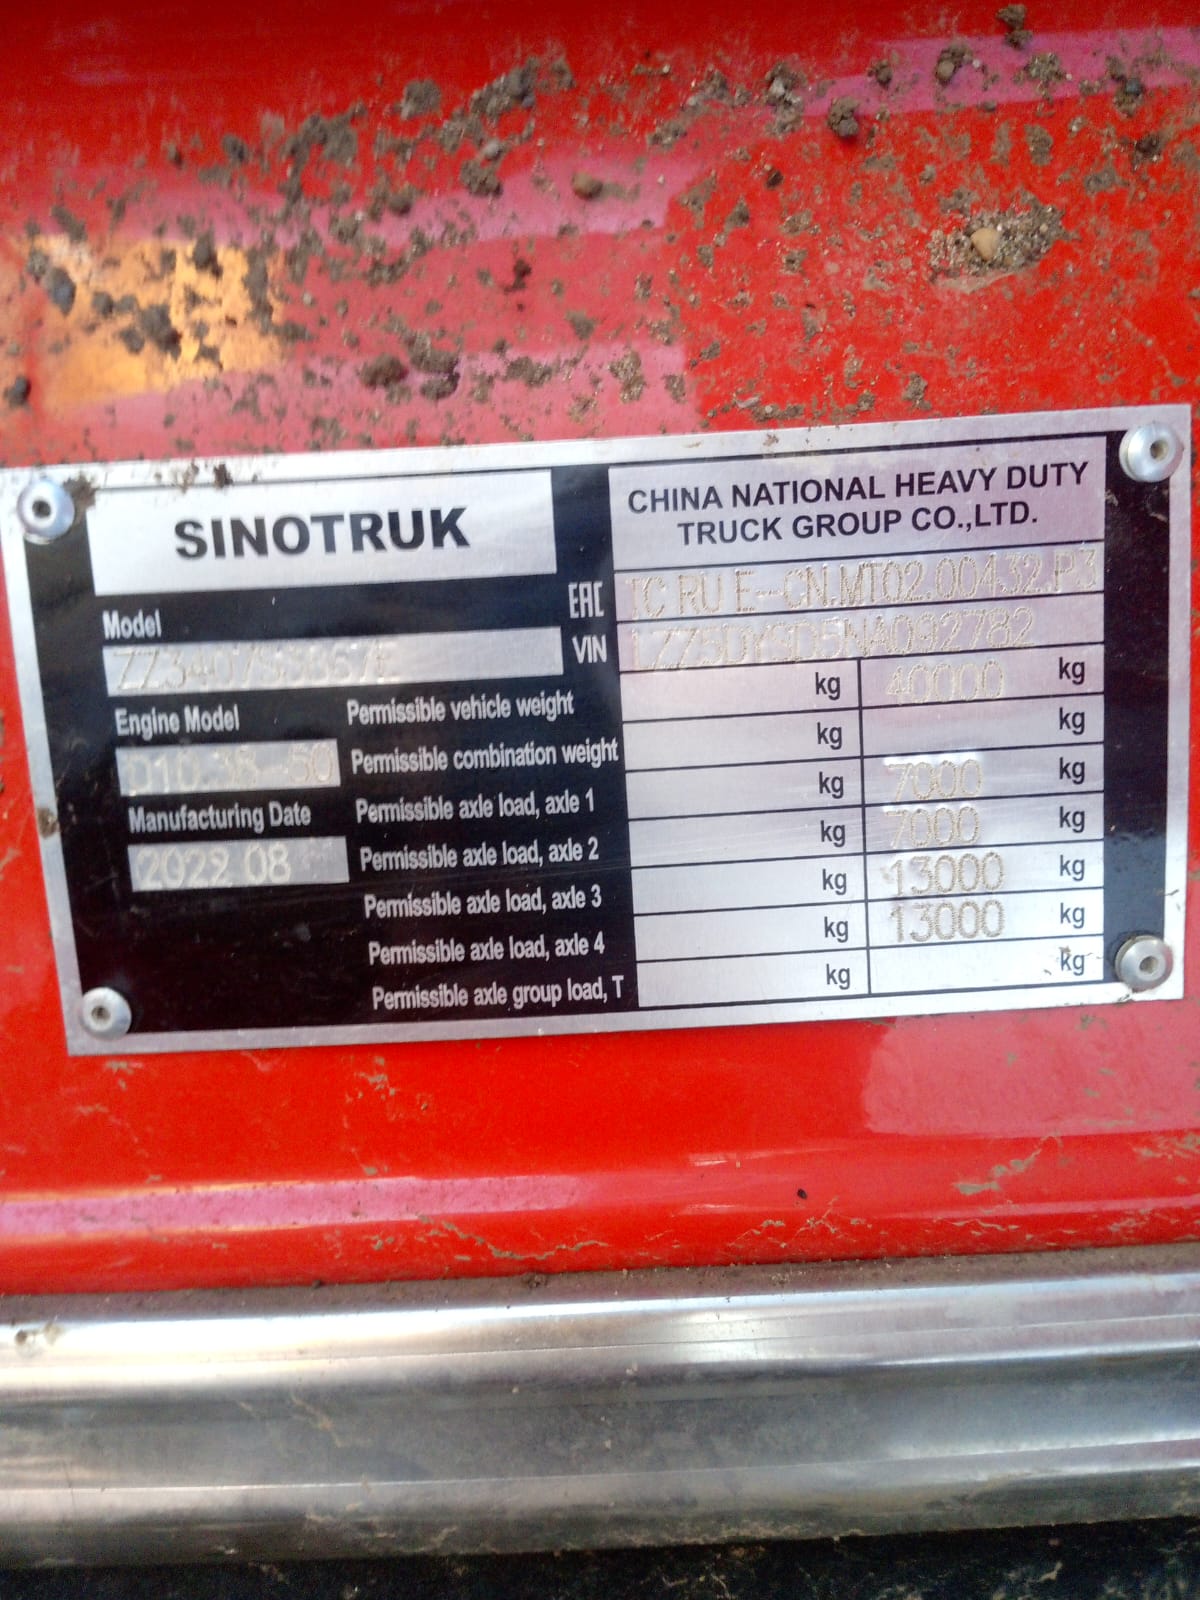 SINOTRUK
CHINA NATIONAL HEAVY DUTY
TRUCK GROUP CO.,LTD.
EAC TC RU E-CN.MT02.00432.P3
Model
VIN LZZ5DYSD5NA092782
Engine Model
D10.38-50
Manufacturing Date
2022 08
Permissible vehicle weight kg 40000 kg
Permissible combination weight kg kg
Permissible axle load, axle 1 kg 7000 kg
Permissible axle load, axle 2 kg 7000 kg
Permissible axle load, axle 3 kg 13000 kg
Permissible axle load, axle 4 kg 13000 kg
Permissible axle group load, T kg kg